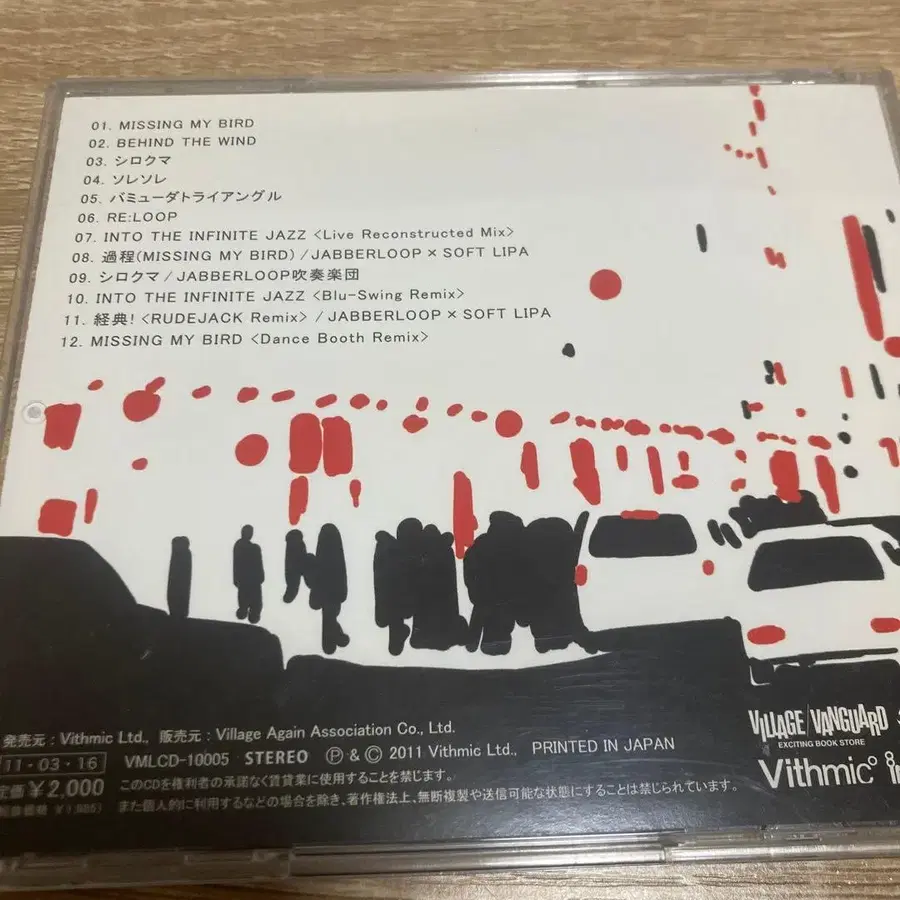 01. MISSING MY BIRD
02. BEHIND THE WIND
03. シロクマ
04. ソレソレ
05. バミューダトライアングル
06. RE:LOOP
07. INTO THE INFINITE JAZZ <Live Reconstructed Mix>
08. 過程(MISSING MY BIRD) / JABBERLOOP × SOFT LIPA
09. シロクマ / JABBERLOOP吹奏楽団
10. INTO THE INFINITE JAZZ <Blu-Swing Remix>
11. 経典! <RUDEJACK Remix> / JABBERLOOP × SOFT LIPA
12. MISSING MY BIRD <Dance Booth Remix>
VILLAGE/VANGUARD
EXCITING BOOK STORE
発売元 : Vithmic Ltd., 販売元 : Village Again Association Co., Ltd.
11・03・16 VMLCD-10005 STEREO Ⓟ & © 2011 Vithmic Ltd. PRINTED IN JAPAN
Vithmic
定価 ¥2,000 このCDを権利者の承諾なく賃貸業に使用することを禁じます。
また個人的に利用するなどの場合を除き、著作権法上、無断複製や送信可能な状態にすることは禁じられています。